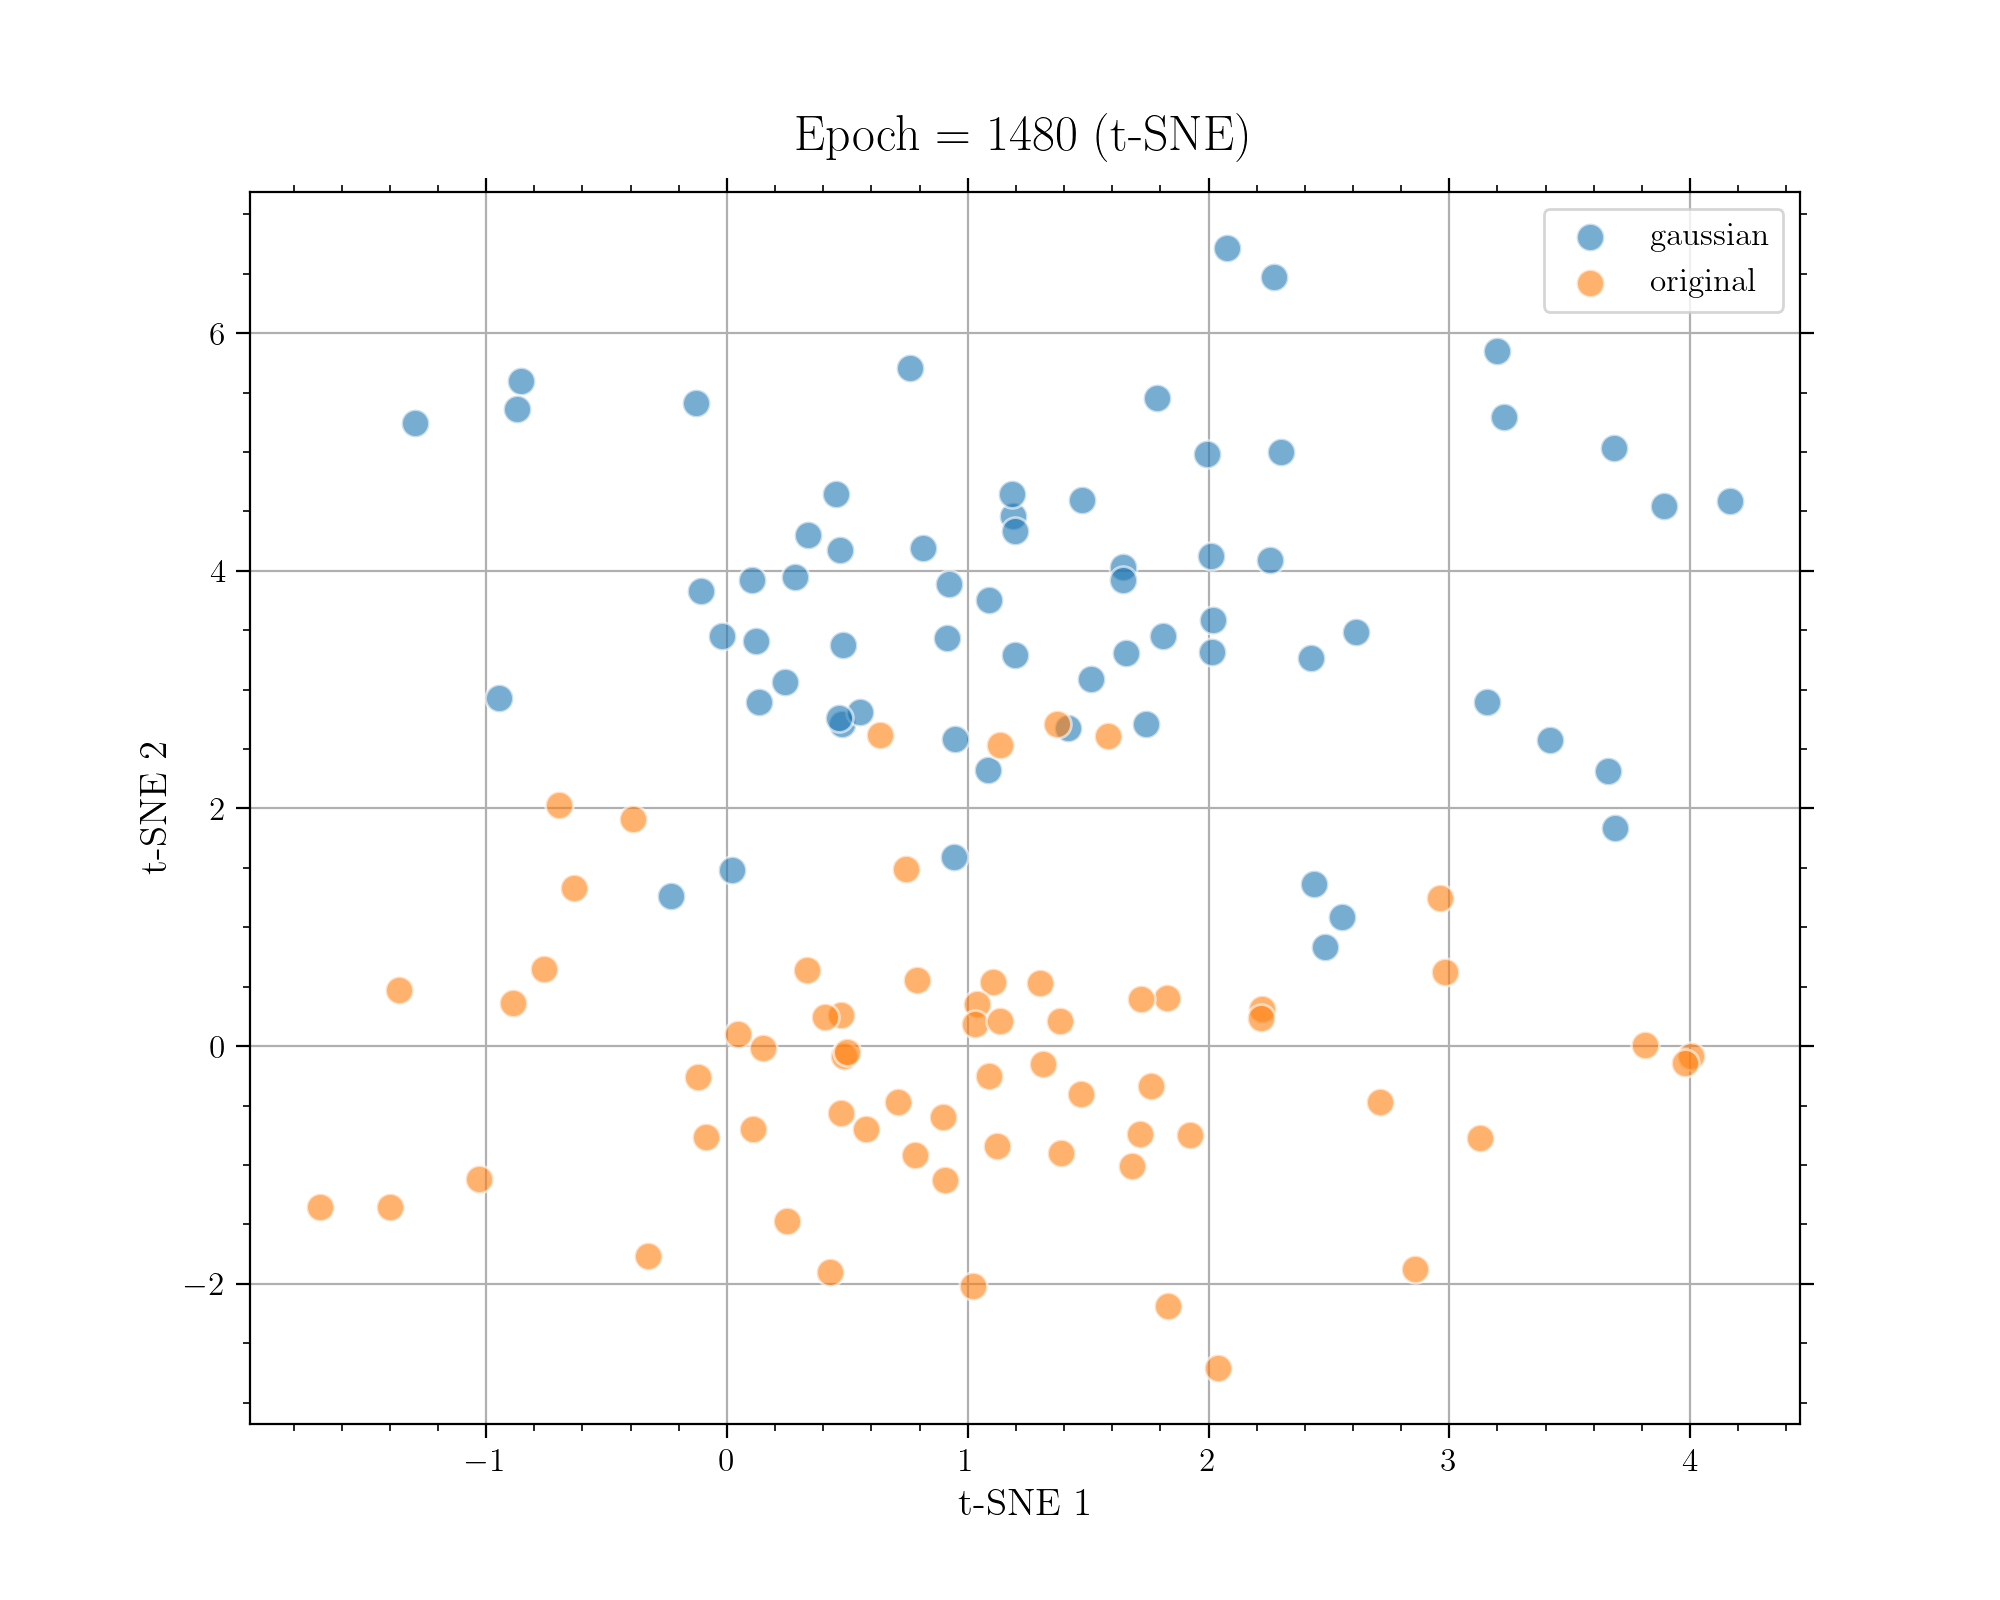 Epoch = 1480 (t-SNE)
gaussian
original
6
4
2
0
−2
t-SNE 2
−1
0
1
2
3
4
t-SNE 1